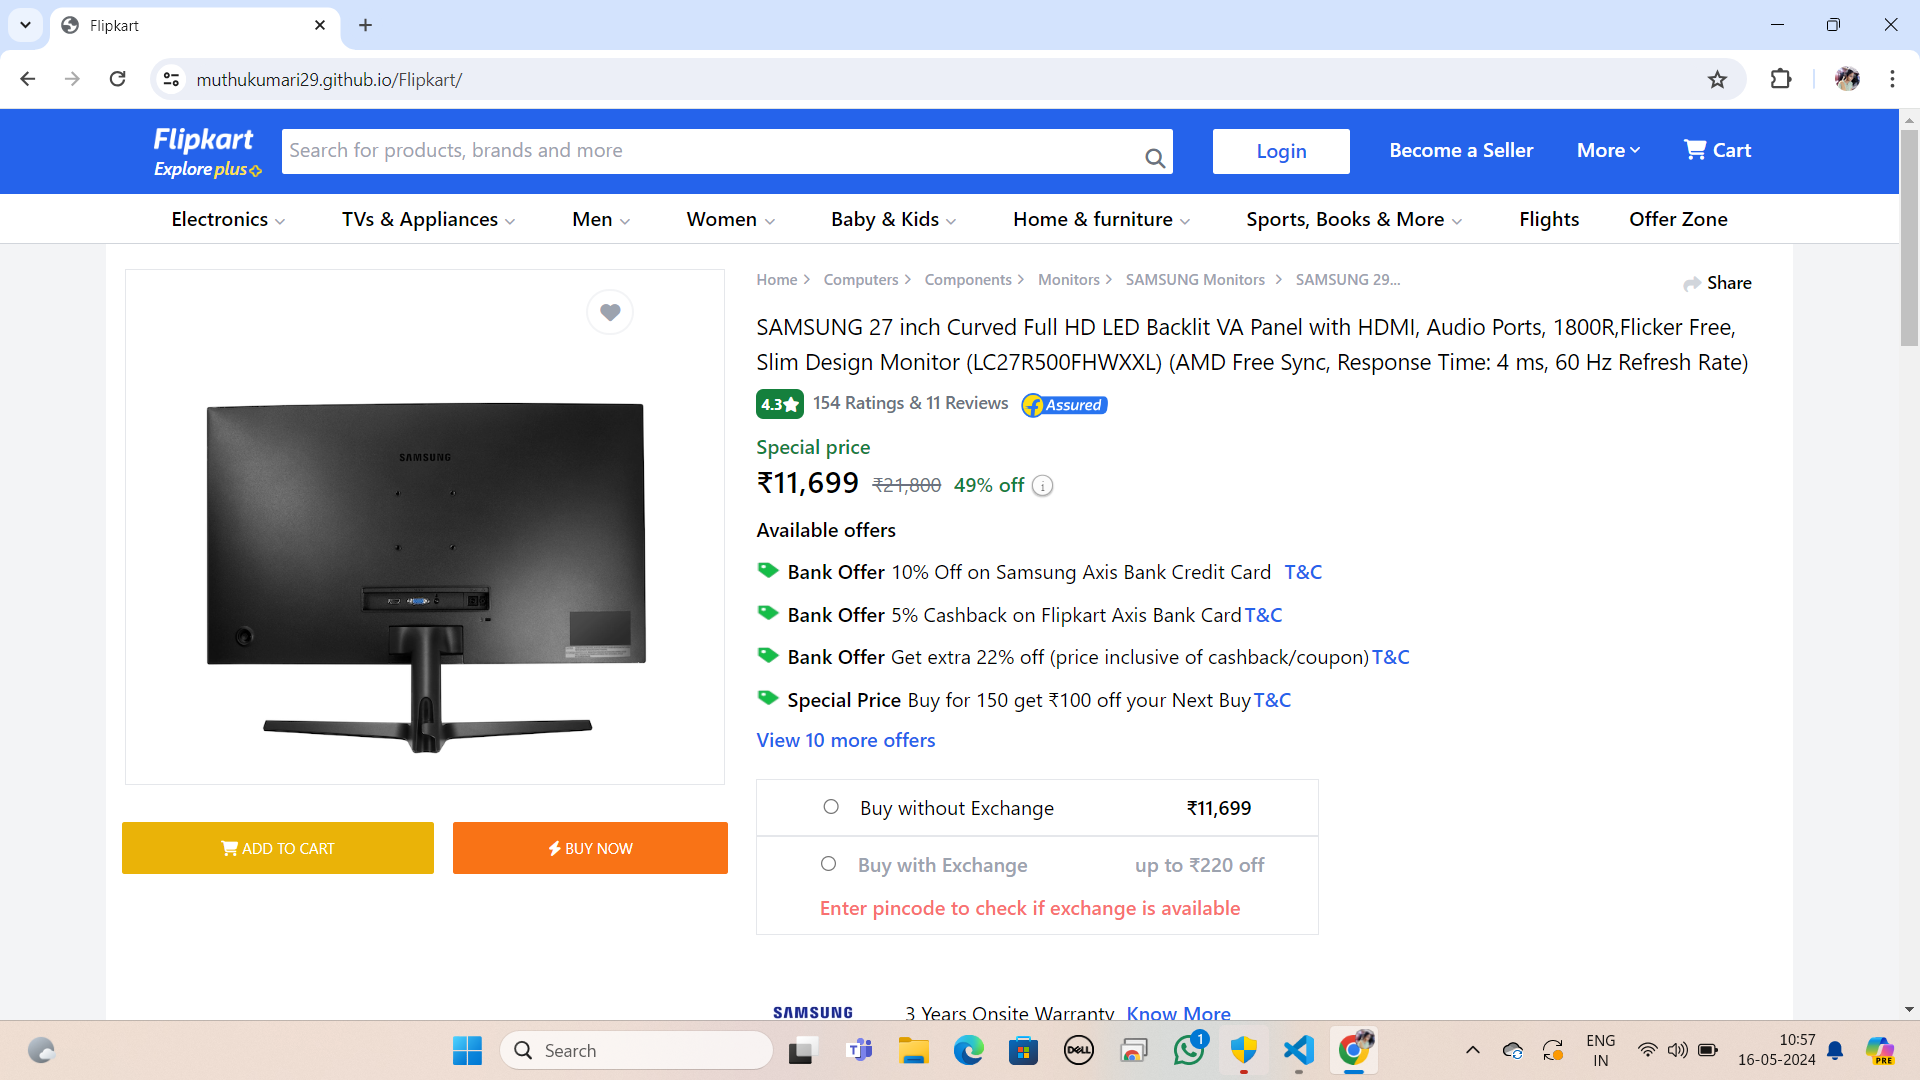 Flipkart
muthukumari29.github.io/Flipkart/
Flipkart
Explore plus
Search for products, brands and more
Login
Become a Seller
More
Cart
Electronics
TVs & Appliances
Men
Women
Baby & Kids
Home & furniture
Sports, Books & More
Flights
Offer Zone
Home
Computers
Components
Monitors
SAMSUNG Monitors
SAMSUNG 29...
Share
SAMSUNG 27 inch Curved Full HD LED Backlit VA Panel with HDMI, Audio Ports, 1800R,Flicker Free,
Slim Design Monitor (LC27R500FHWXXL) (AMD Free Sync, Response Time: 4 ms, 60 Hz Refresh Rate)
4.3
154 Ratings & 11 Reviews
Assured
Special price
₹11,699 ₹21,800 49% off
Available offers
Bank Offer 10% Off on Samsung Axis Bank Credit Card T&C
Bank Offer 5% Cashback on Flipkart Axis Bank Card T&C
Bank Offer Get extra 22% off (price inclusive of cashback/coupon) T&C
Special Price Buy for 150 get ₹100 off your Next Buy T&C
View 10 more offers
SAMSUNG
ADD TO CART
BUY NOW
Buy without Exchange ₹11,699
Buy with Exchange up to ₹220 off
Enter pincode to check if exchange is available
SAMSUNG
3 Years Onsite Warranty Know More
Search
DELL
1
ENG
IN
10:57
16-05-2024
PRE